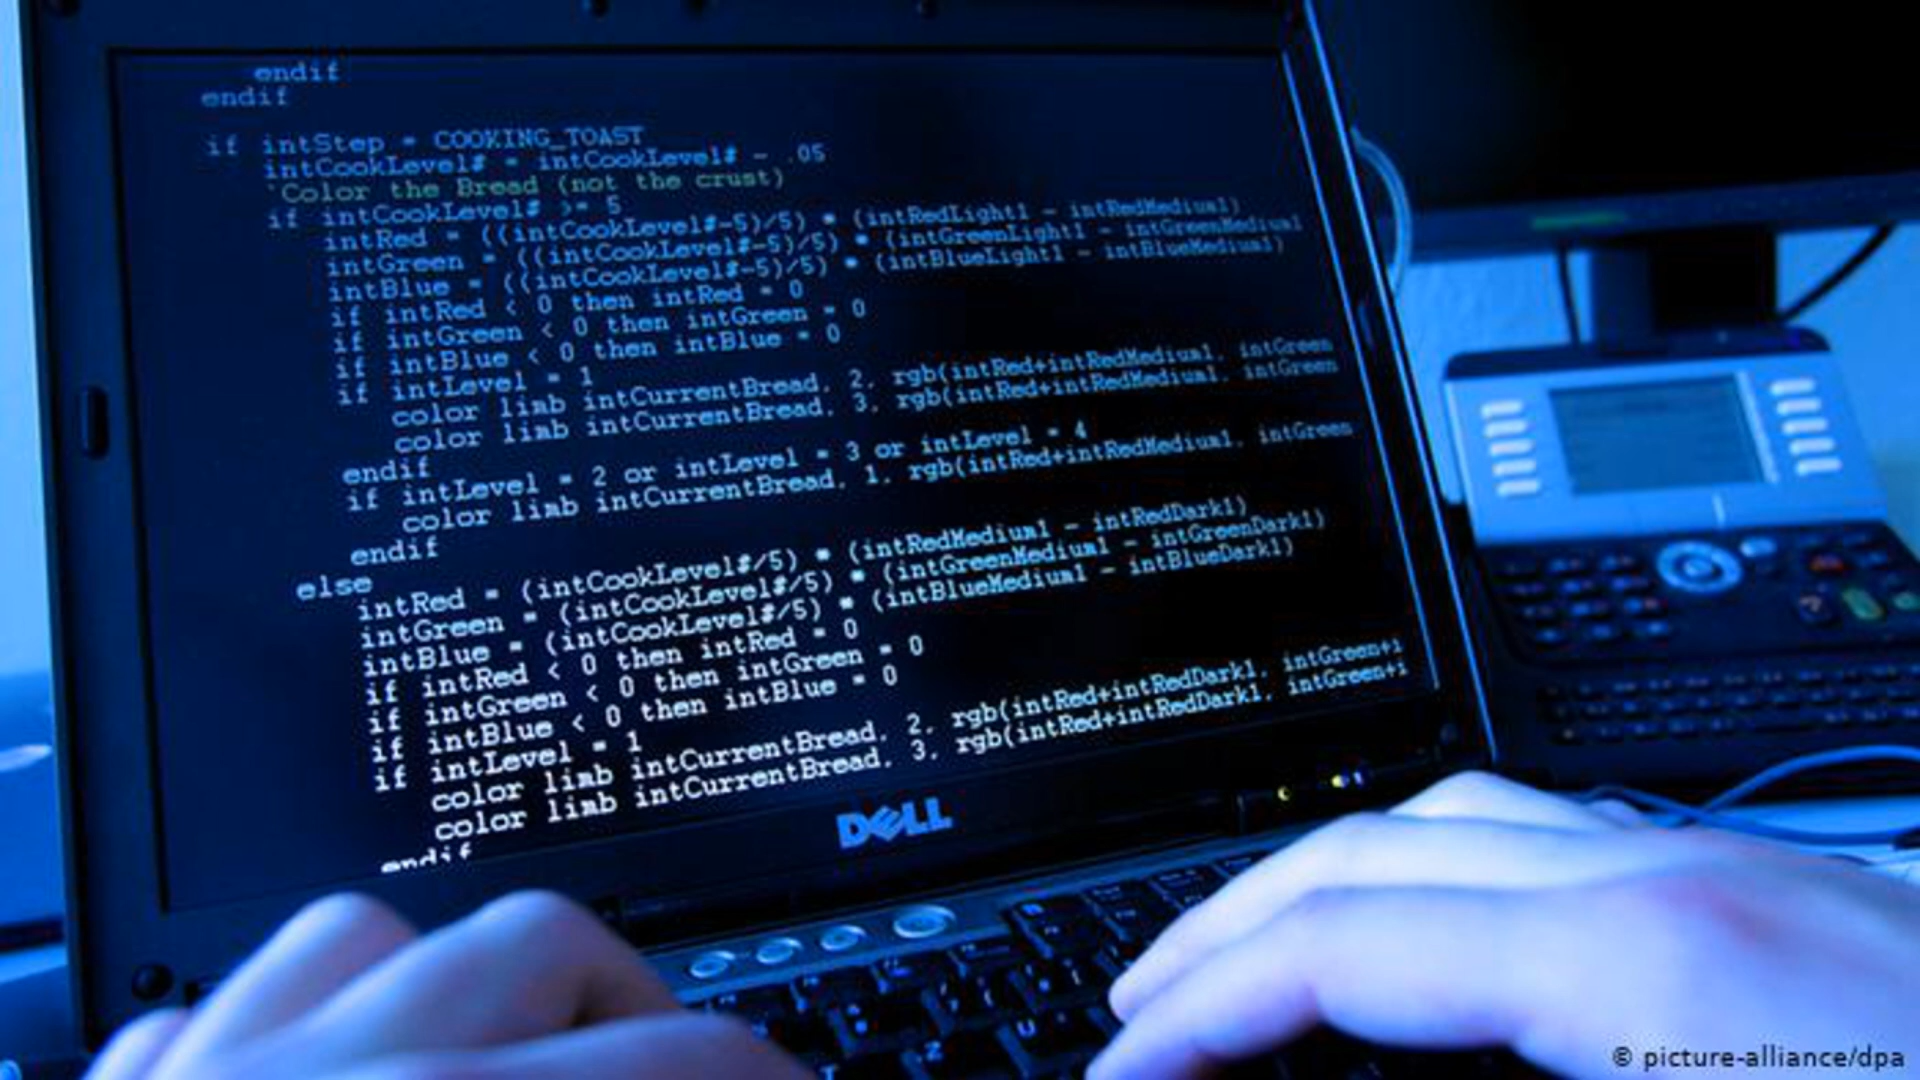 endif
endif
if intStep = COOKING_TOAST
intCookLevel# = intCookLevel# - .05
'Color the Bread (not the crust)
if intCookLevel# >= 5
intRed = ((intCookLevel#-5)/5) * (intRedLight1 - intRedMedium1)
intGreen = ((intCookLevel#-5)/5) * (intGreenLight1 - intGreenMedium1
intBlue = ((intCookLevel#-5)/5) * (intBlueLight1 - intBlueMedium1)
if intRed < 0 then intRed = 0
if intGreen < 0 then intGreen = 0
if intBlue < 0 then intBlue = 0
if intLevel = 1
color limb intCurrentBread, 2, rgb(intRed+intRedMedium1, intGreen
color limb intCurrentBread, 3, rgb(intRed+intRedMedium1, intGreen
endif
if intLevel = 2 or intLevel = 3 or intLevel = 4
color limb intCurrentBread, 1, rgb(intRed+intRedMedium1, intGreen
endif
else
intRed = (intCookLevel#/5) * (intRedMedium1 - intRedDark1)
intGreen = (intCookLevel#/5) * (intGreenMedium1 - intGreenDark1)
intBlue = (intCookLevel#/5) * (intBlueMedium1 - intBlueDark1)
if intRed < 0 then intRed = 0
if intGreen < 0 then intGreen = 0
if intBlue < 0 then intBlue = 0
if intLevel = 1
color limb intCurrentBread, 2, rgb(intRed+intRedDark1, intGreen+i
color limb intCurrentBread, 3, rgb(intRed+intRedDark1, intGreen+i
endif
DELL
© picture-alliance/dpa